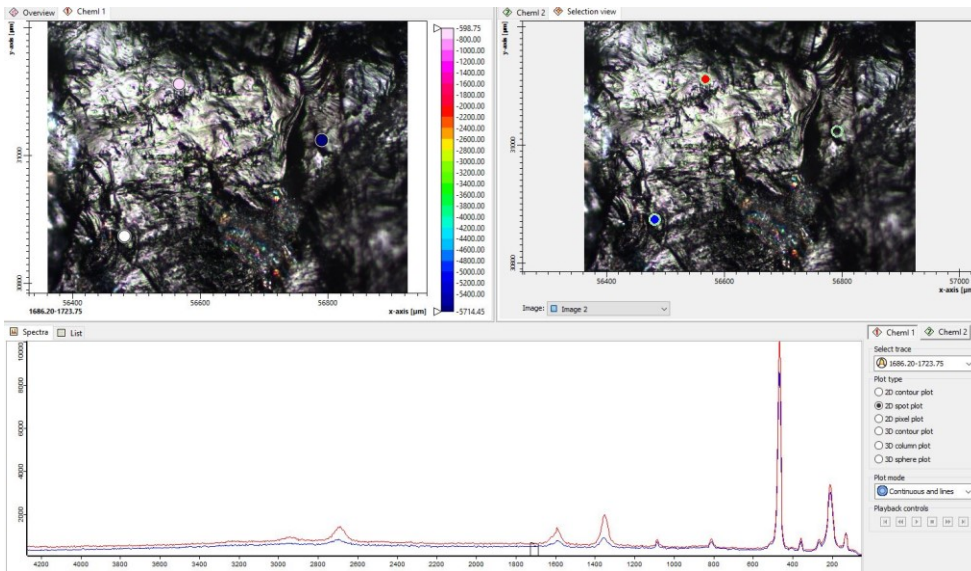 Overview
ChemI 1
y-axis [µm]
31000
30800
56400
56600
56800
1686.20-1723.75
x-axis [µm]
-598.75
-800.00
-1000.00
-1200.00
-1400.00
-1600.00
-1800.00
-2000.00
-2200.00
-2400.00
-2600.00
-2800.00
-3000.00
-3200.00
-3400.00
-3600.00
-3800.00
-4000.00
-4200.00
-4400.00
-4600.00
-4800.00
-5000.00
-5200.00
-5400.00
-5714.45
ChemI 2
Selection view
y-axis [µm]
31000
30800
56400
56600
56800
57000
x-axis [µm]
Image:
Image 2
Spectra
List
10000
8000
6000
4000
2000
4200
4000
3800
3600
3400
3200
3000
2800
2600
2400
2200
2000
1800
1600
1400
1200
1000
800
600
400
200
ChemI 1
ChemI 2
Select trace
1686.20-1723.75
Plot type
2D contour plot
2D spot plot
2D pixel plot
3D contour plot
3D column plot
3D sphere plot
Plot mode
Continuous and lines
Playback controls